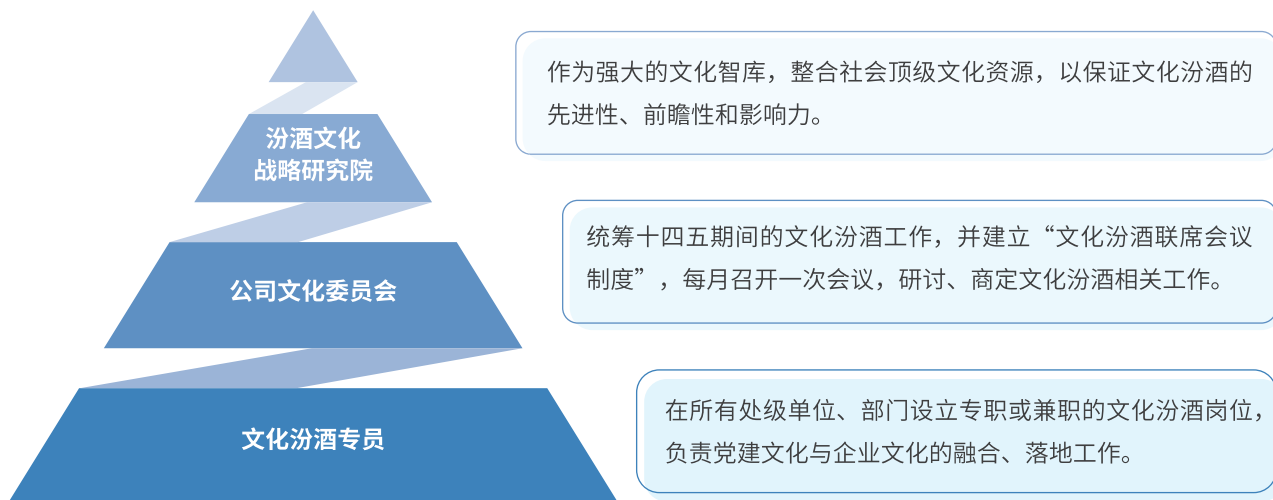 汾酒文化
战略研究院
作为强大的文化智库，整合社会顶级文化资源，以保证文化汾酒的
先进性、前瞻性和影响力。
公司文化委员会
统筹十四五期间的文化汾酒工作，并建立“文化汾酒联席会议
制度”，每月召开一次会议，研讨、商定文化汾酒相关工作。
文化汾酒专员
在所有处级单位、部门设立专职或兼职的文化汾酒岗位，
负责党建文化与企业文化的融合、落地工作。